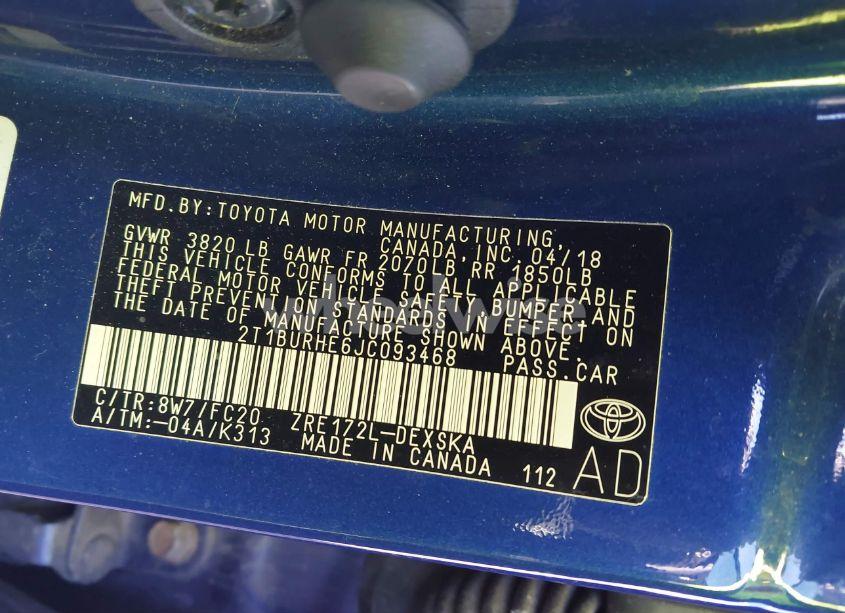 MFD.BY:TOYOTA MOTOR MANUFACTURING,
CANADA,INC. 04/18
GVWR 3820 LB GAWR FR 2070LB RR 1850LB
THIS VEHICLE CONFORMS TO ALL APPLICABLE
FEDERAL MOTOR VEHICLE SAFETY,BUMPER AND
THEFT PREVENTION STANDARDS IN EFFECT ON
THE DATE OF MANUFACTURE SHOWN ABOVE.
2T1BURHE6JC093468 PASS.CAR
C/TR:8W7/FC20 ZRE172L-DEXSKA
A/TM:-04A/K313 MADE IN CANADA 112 AD